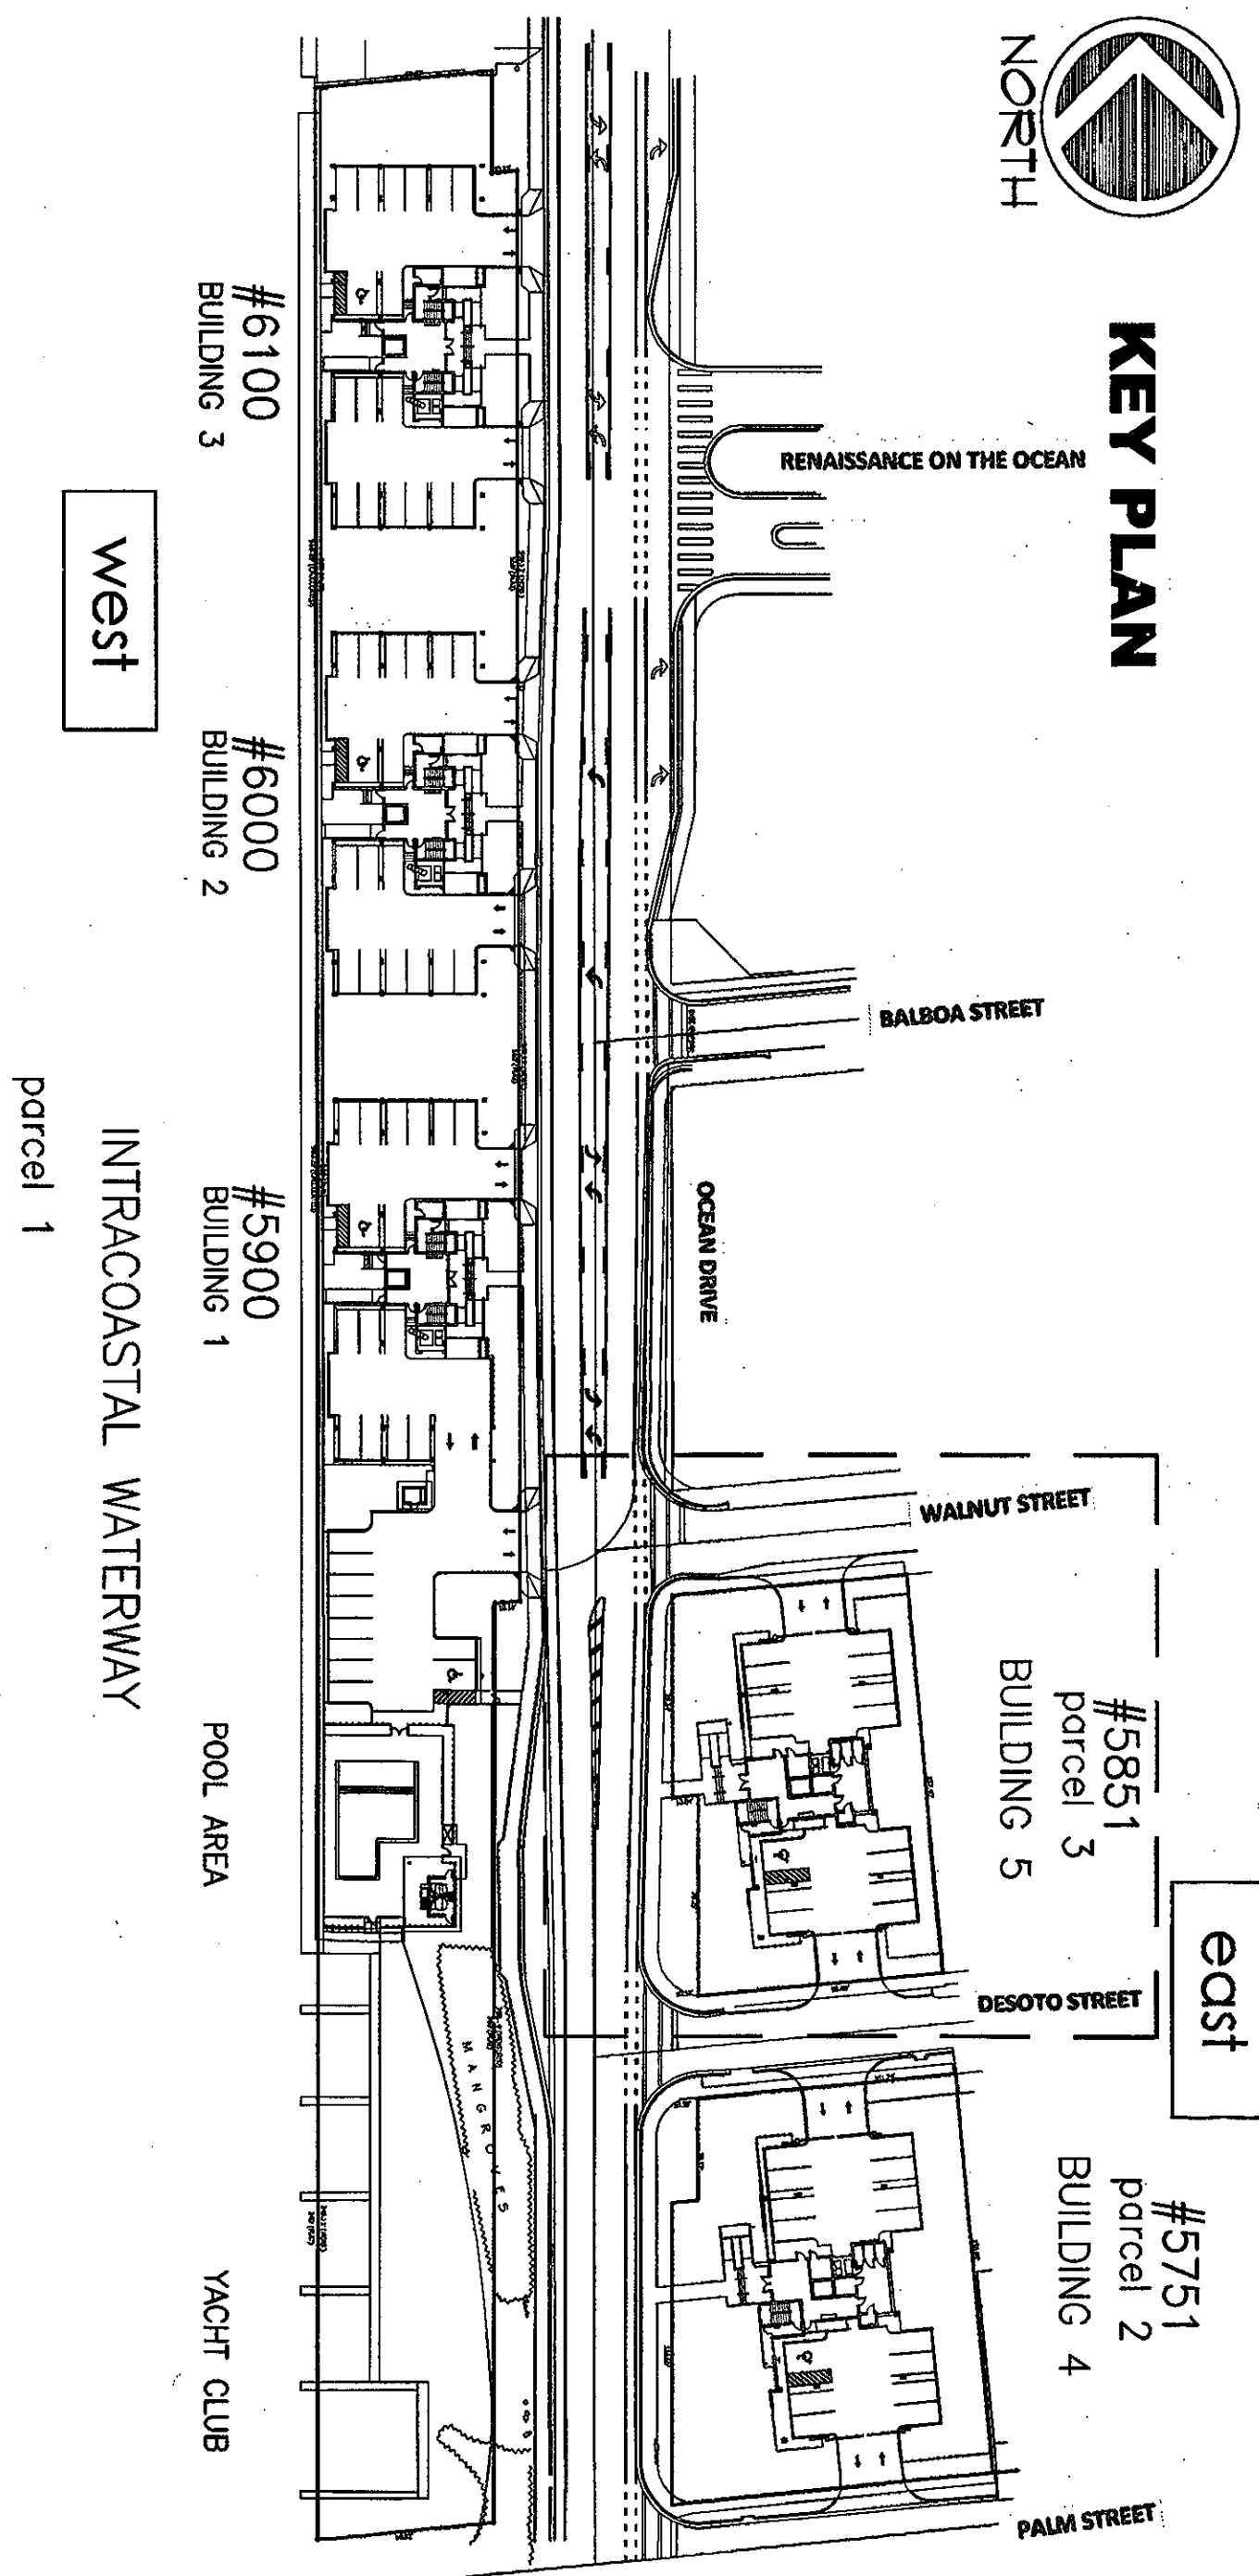 NORTH
KEY PLAN
RENAISSANCE ON THE OCEAN
#6100
BUILDING 3
west
#6000
BUILDING 2
BALBOA STREET
OCEAN DRIVE
#5900
BUILDING 1
INTRACOASTAL WATERWAY
parcel 1
WALNUT STREET
#5851
parcel 3
BUILDING 5
east
DESOTO STREET
POOL AREA
MANGROVES
#5751
parcel 2
BUILDING 4
YACHT CLUB
PALM STREET